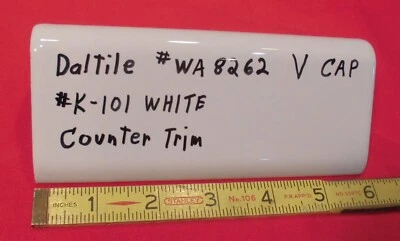 Daltile #WA8262 V CAP
#K-101 WHITE
Counter Trim
INCHES 1 2 STANLEY 3 No. 106 4 5 6